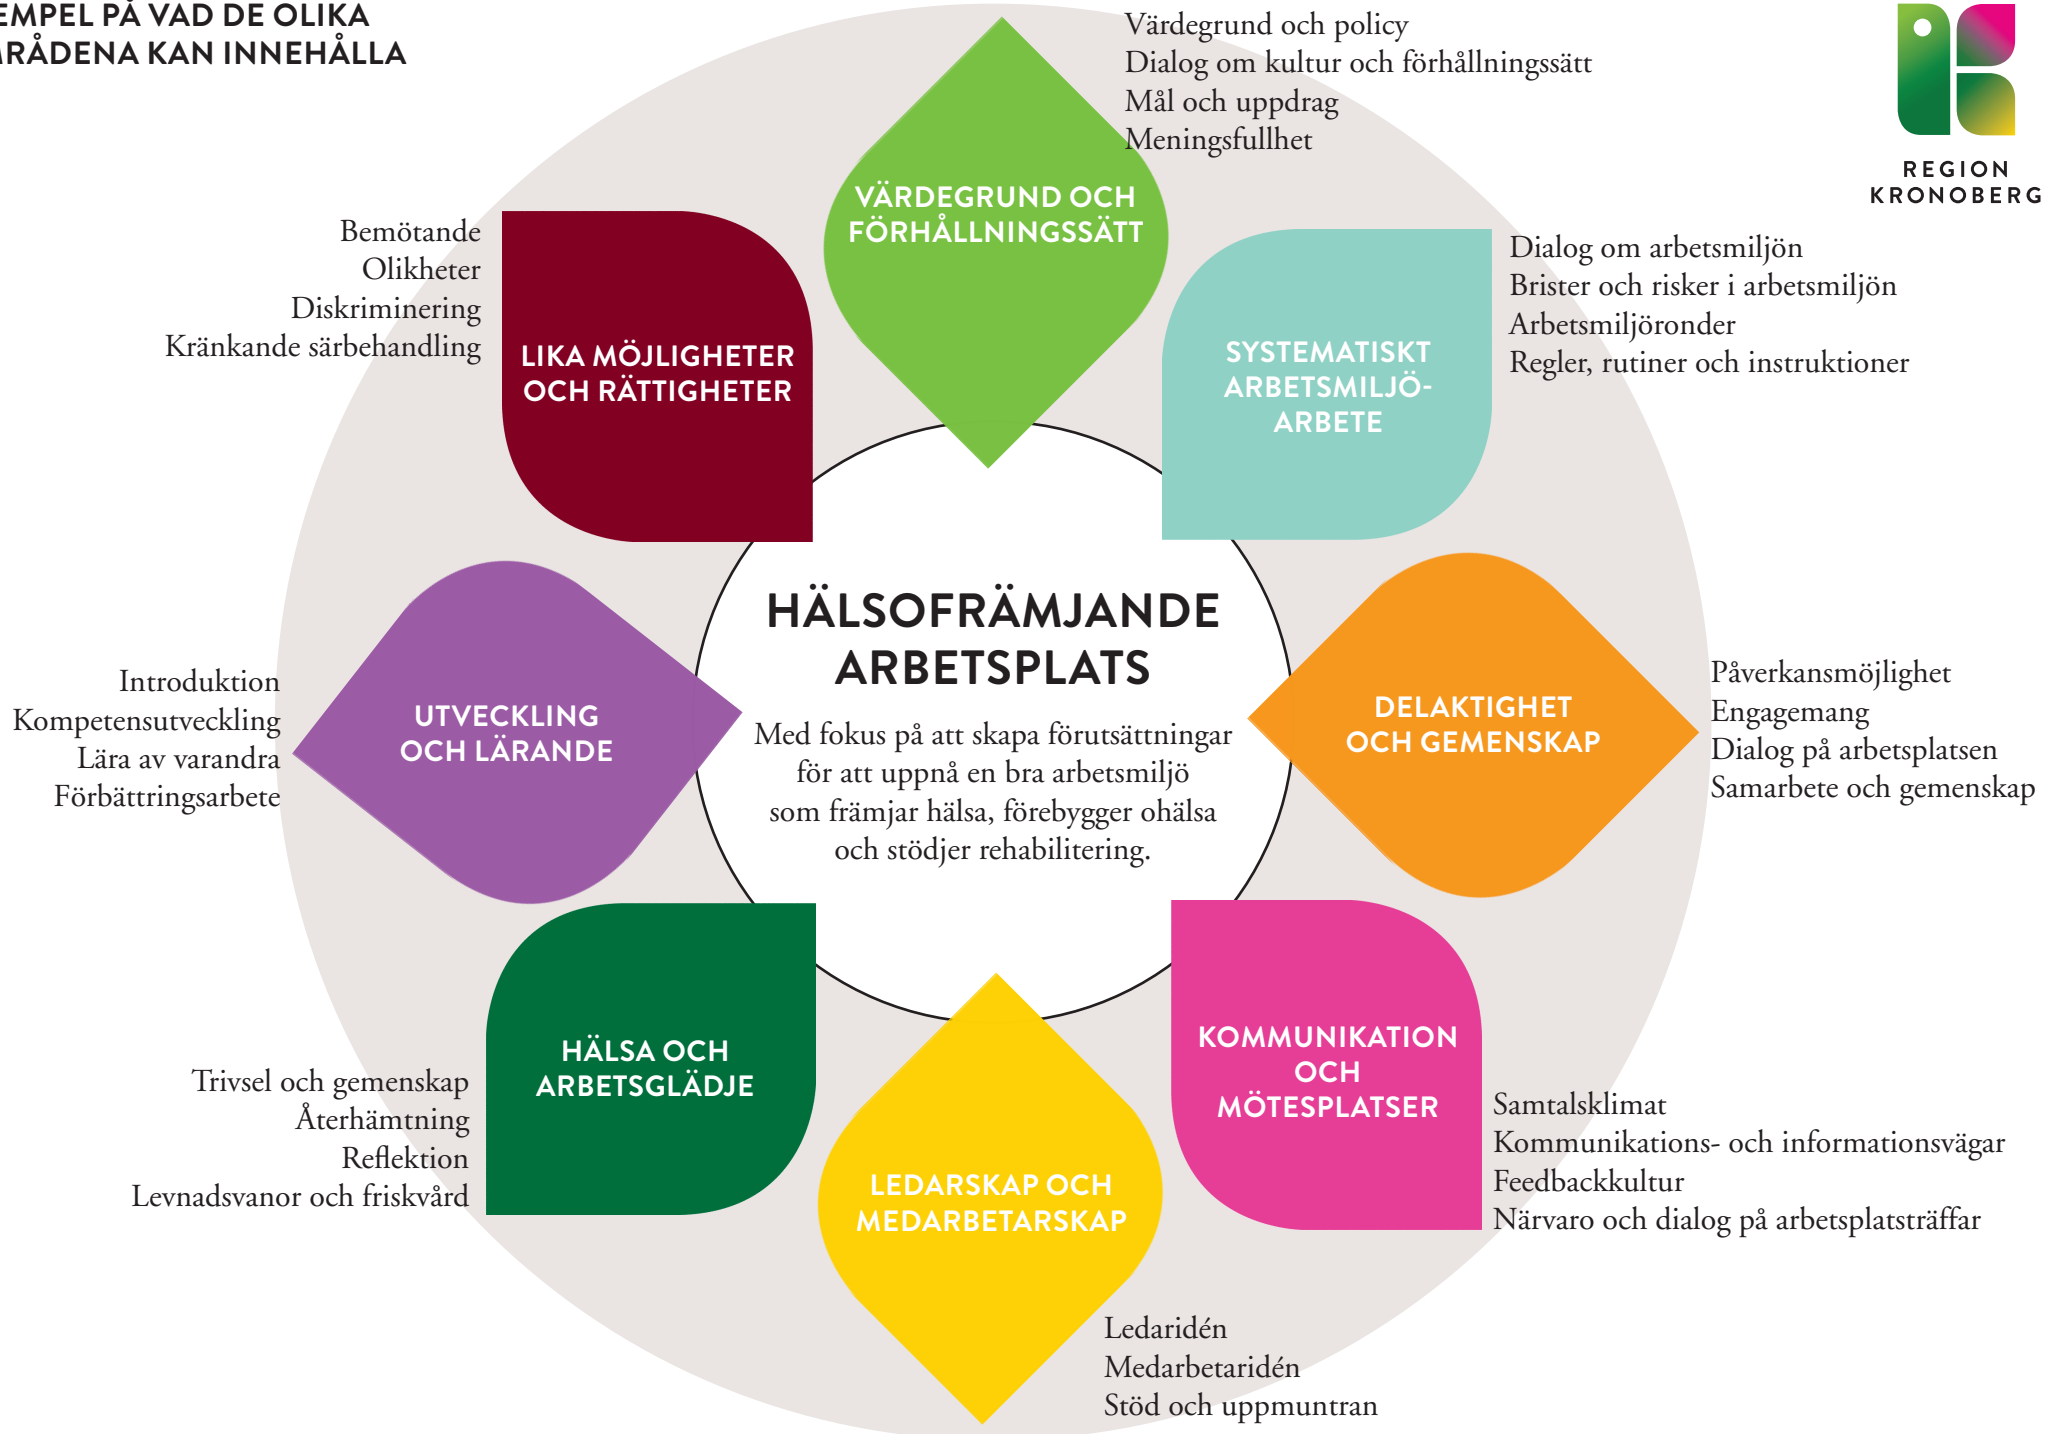 EMPEL PÅ VAD DE OLIKA
MRÅDENA KAN INNEHÅLLA
REGION
KRONOBERG
VÄRDEGRUND OCH
FÖRHÅLLNINGSSÄTT
Värdegrund och policy
Dialog om kultur och förhållningssätt
Mål och uppdrag
Meningsfullhet
SYSTEMATISKT
ARBETSMILJÖ-
ARBETE
Dialog om arbetsmiljön
Brister och risker i arbetsmiljön
Arbetsmiljöronder
Regler, rutiner och instruktioner
DELAKTIGHET
OCH GEMENSKAP
Påverkansmöjlighet
Engagemang
Dialog på arbetsplatsen
Samarbete och gemenskap
KOMMUNIKATION
OCH
MÖTESPLATSER
Samtalsklimat
Kommunikations- och informationsvägar
Feedbackkultur
Närvaro och dialog på arbetsplatsträffar
LEDARSKAP OCH
MEDARBETARSKAP
Ledaridén
Medarbetaridén
Stöd och uppmuntran
HÄLSA OCH
ARBETSGLÄDJE
Trivsel och gemenskap
Återhämtning
Reflektion
Levnadsvanor och friskvård
UTVECKLING
OCH LÄRANDE
Introduktion
Kompetensutveckling
Lära av varandra
Förbättringsarbete
LIKA MÖJLIGHETER
OCH RÄTTIGHETER
Bemötande
Olikheter
Diskriminering
Kränkande särbehandling
HÄLSOFRÄMJANDE
ARBETSPLATS
Med fokus på att skapa förutsättningar
för att uppnå en bra arbetsmiljö
som främjar hälsa, förebygger ohälsa
och stödjer rehabilitering.